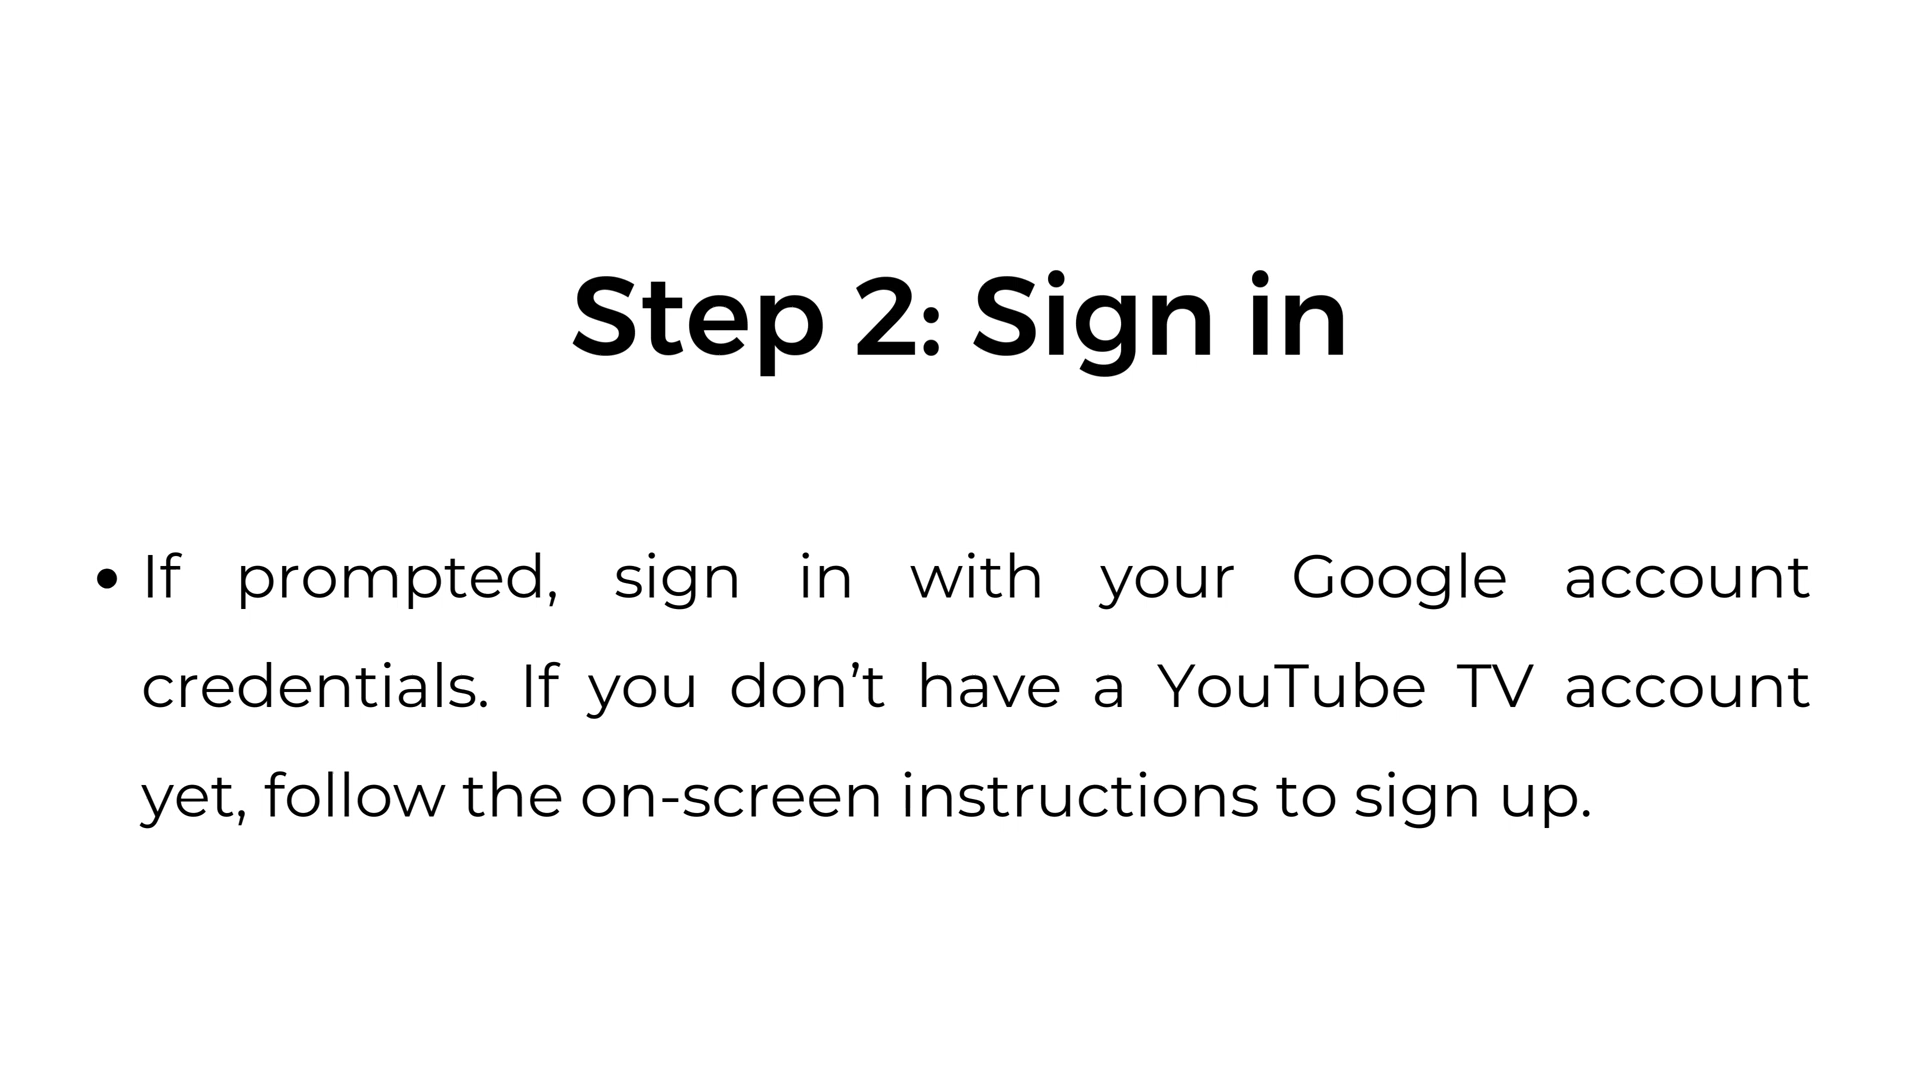 Step 2: Sign in
• If prompted, sign in with your Google account
credentials. If you don’t have a YouTube TV account
yet, follow the on-screen instructions to sign up.